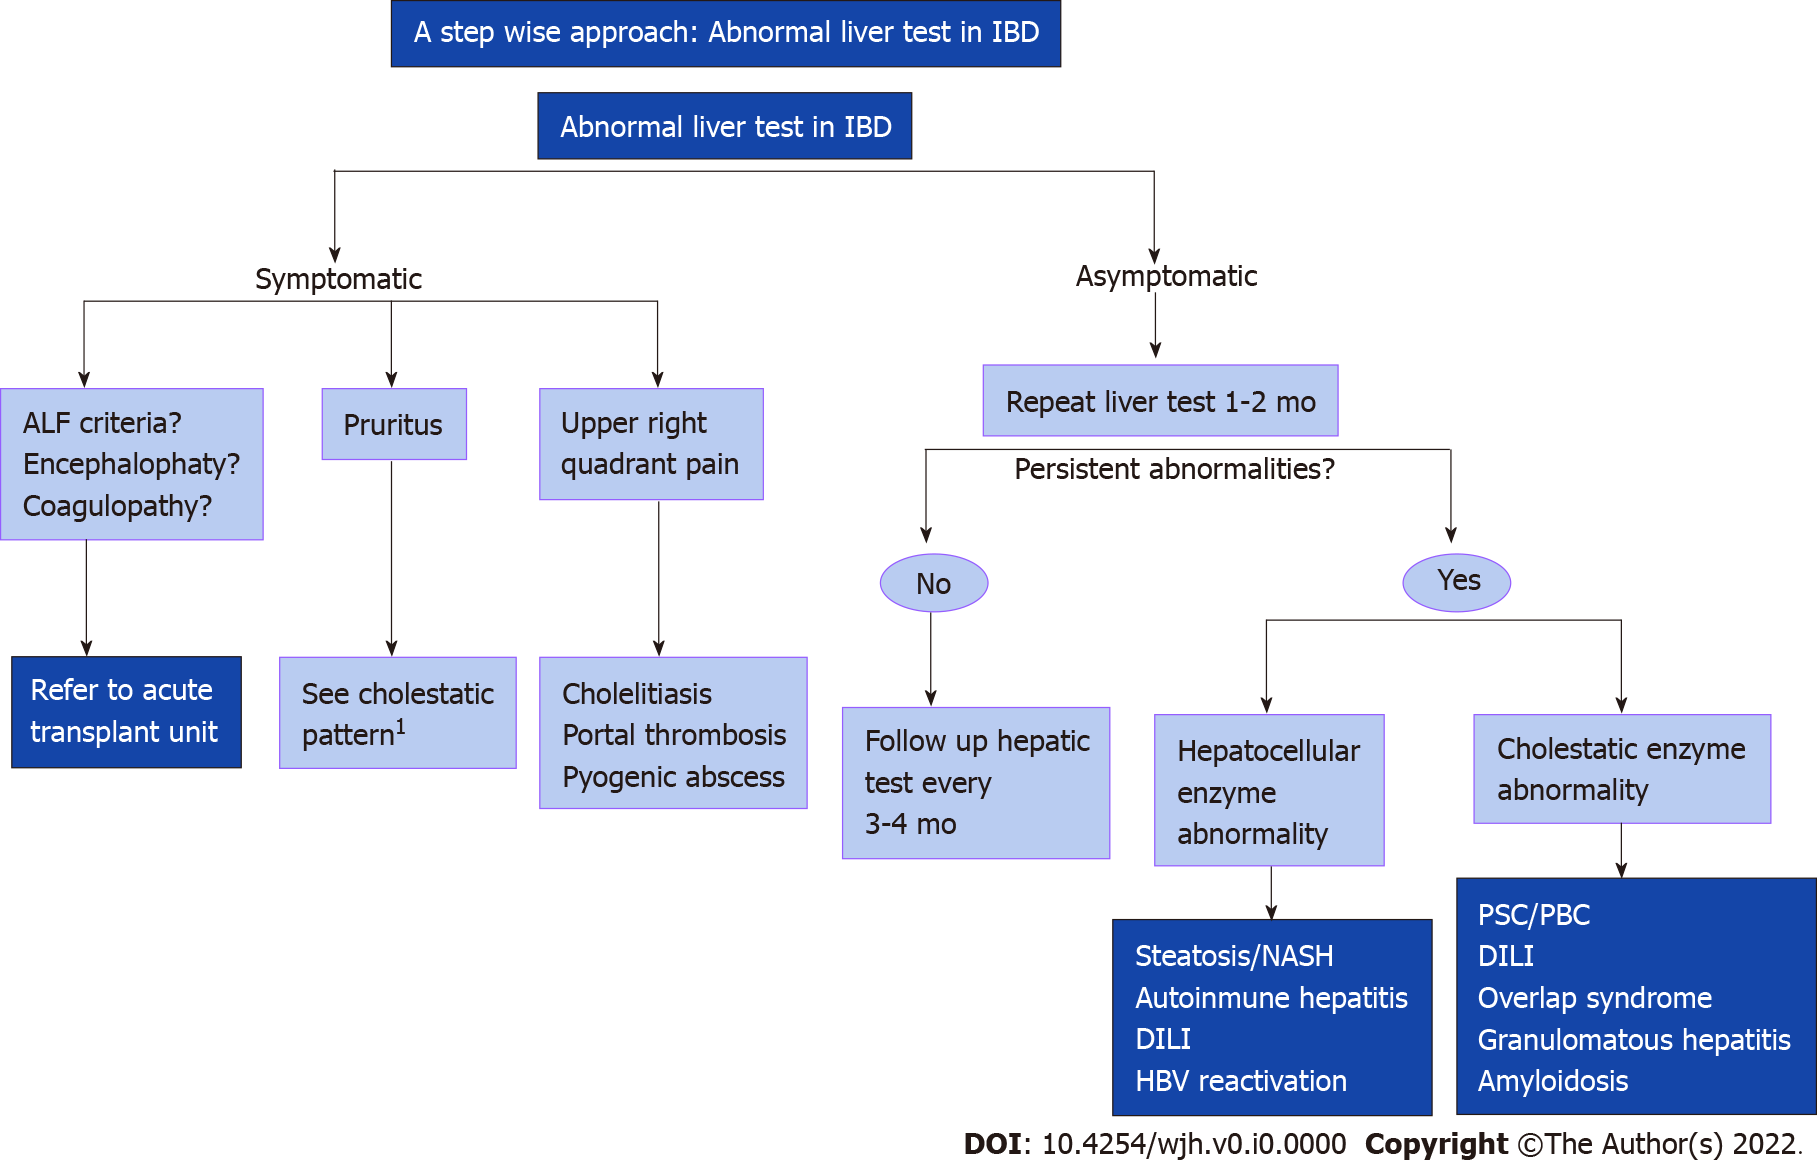 A step wise approach: Abnormal liver test in IBD
Abnormal liver test in IBD
Symptomatic
Asymptomatic
ALF criteria?
Encephalophaty?
Coagulopathy?
Pruritus
Upper right
quadrant pain
Repeat liver test 1-2 mo
Persistent abnormalities?
No
Yes
Refer to acute
transplant unit
See cholestatic
pattern¹
Cholelitiasis
Portal thrombosis
Pyogenic abscess
Follow up hepatic
test every
3-4 mo
Hepatocellular
enzyme
abnormality
Cholestatic enzyme
abnormality
Steatosis/NASH
Autoinmune hepatitis
DILI
HBV reactivation
PSC/PBC
DILI
Overlap syndrome
Granulomatous hepatitis
Amyloidosis
DOI: 10.4254/wjh.v0.i0.0000 Copyright ©The Author(s) 2022.